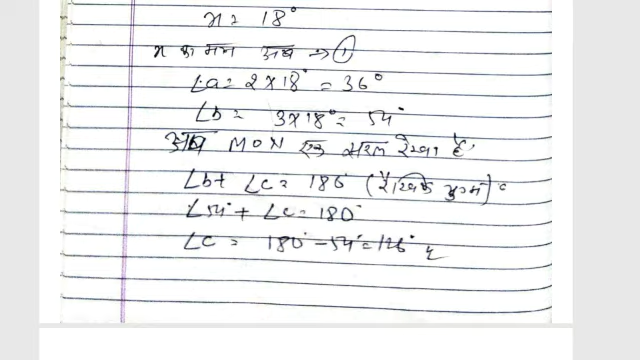 x = 18°
x का मान अब → ①
∠a = 2 × 18° = 36°
∠b = 3 × 18° = 54°
अब MON एक सरल रेखा है
∠b + ∠c = 180 (रैखिक युग्म)
∠54° + ∠c = 180°
∠c = 180° - 54° = 126°